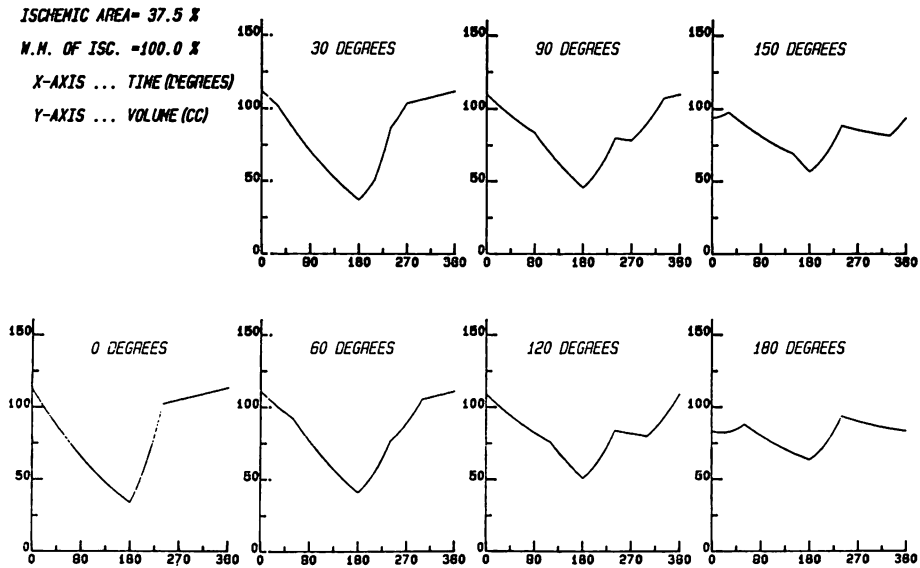 ISCHEMIC AREA= 37.5 %
W.M. OF ISC. =100.0 %
X-AXIS ... TIME(DEGREES)
Y-AXIS ... VOLUME(CC)
30 DEGREES
150
100
50
0
0 90 180 270 360
90 DEGREES
150
100
50
0
0 90 180 270 360
150 DEGREES
150
100
50
0
0 90 180 270 360
0 DEGREES
150
100
50
0
0 90 180 270 360
60 DEGREES
150
100
50
0
0 90 180 270 360
120 DEGREES
150
100
50
0
0 90 180 270 360
180 DEGREES
150
100
50
0
0 90 180 270 360